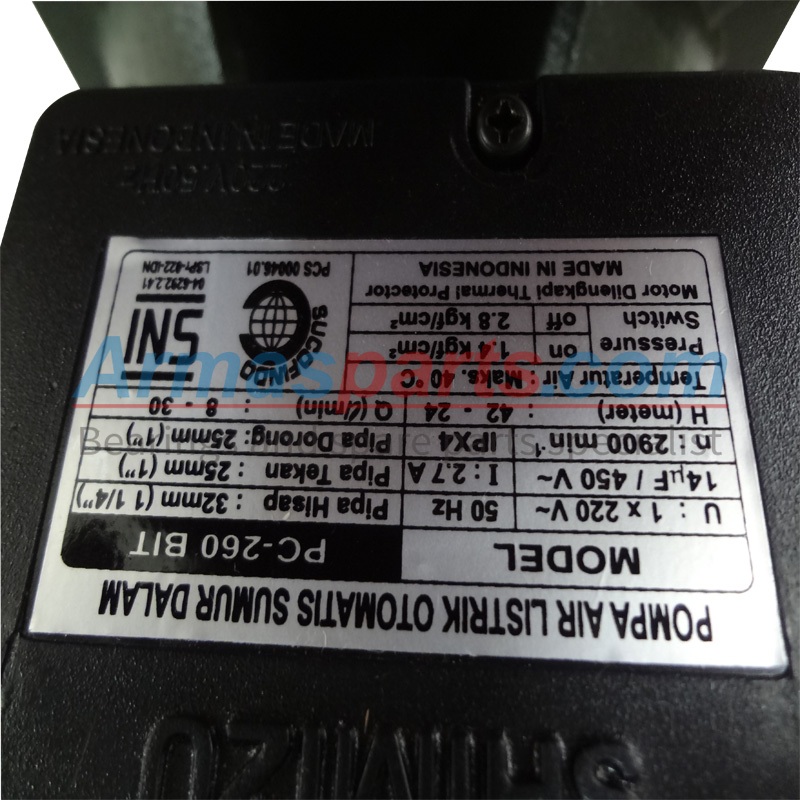 SHIMIZU
POMPA AIR LISTRIK OTOMATIS SUMUR DALAM
MODEL PC-260 BIT
U : 1 x 220 V~ 50 Hz Pipa Hisap : 32mm (1 1/4")
14µF / 450 V~ I : 2.7 A Pipa Tekan : 25mm (1")
n : 2900 min⁻¹ IPX4 Pipa Dorong: 25mm (1")
H (meter) : 42 - 24 Q (ℓ/min) : 8 - 30
Temperatur Air Maks. 40°C
Pressure Switch on 1.4 kgf/cm²
off 2.8 kgf/cm²
Motor Dilengkapi Thermal Protector
MADE IN INDONESIA
SUCOFINDO
PCS 00046.01
SNI
04-6292.2.41
LSPr-022-IDN
220V.50Hz
MADE IN INDONESIA
Armasparts.com